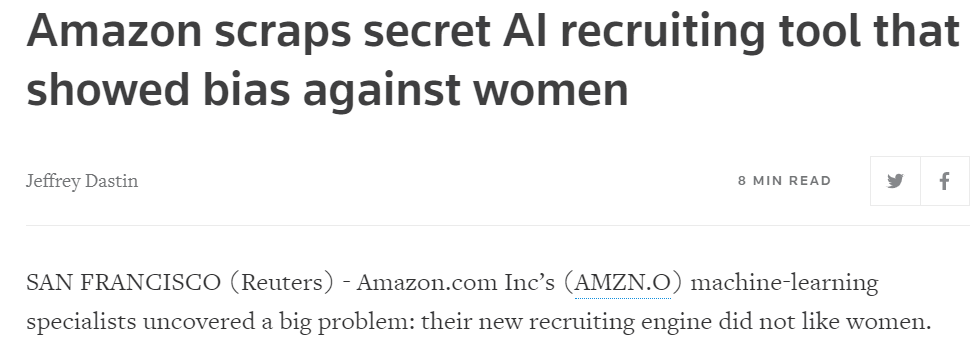 Amazon scraps secret AI recruiting tool that
showed bias against women
Jeffrey Dastin
8 MIN READ
SAN FRANCISCO (Reuters) - Amazon.com Inc’s (AMZN.O) machine-learning
specialists uncovered a big problem: their new recruiting engine did not like women.